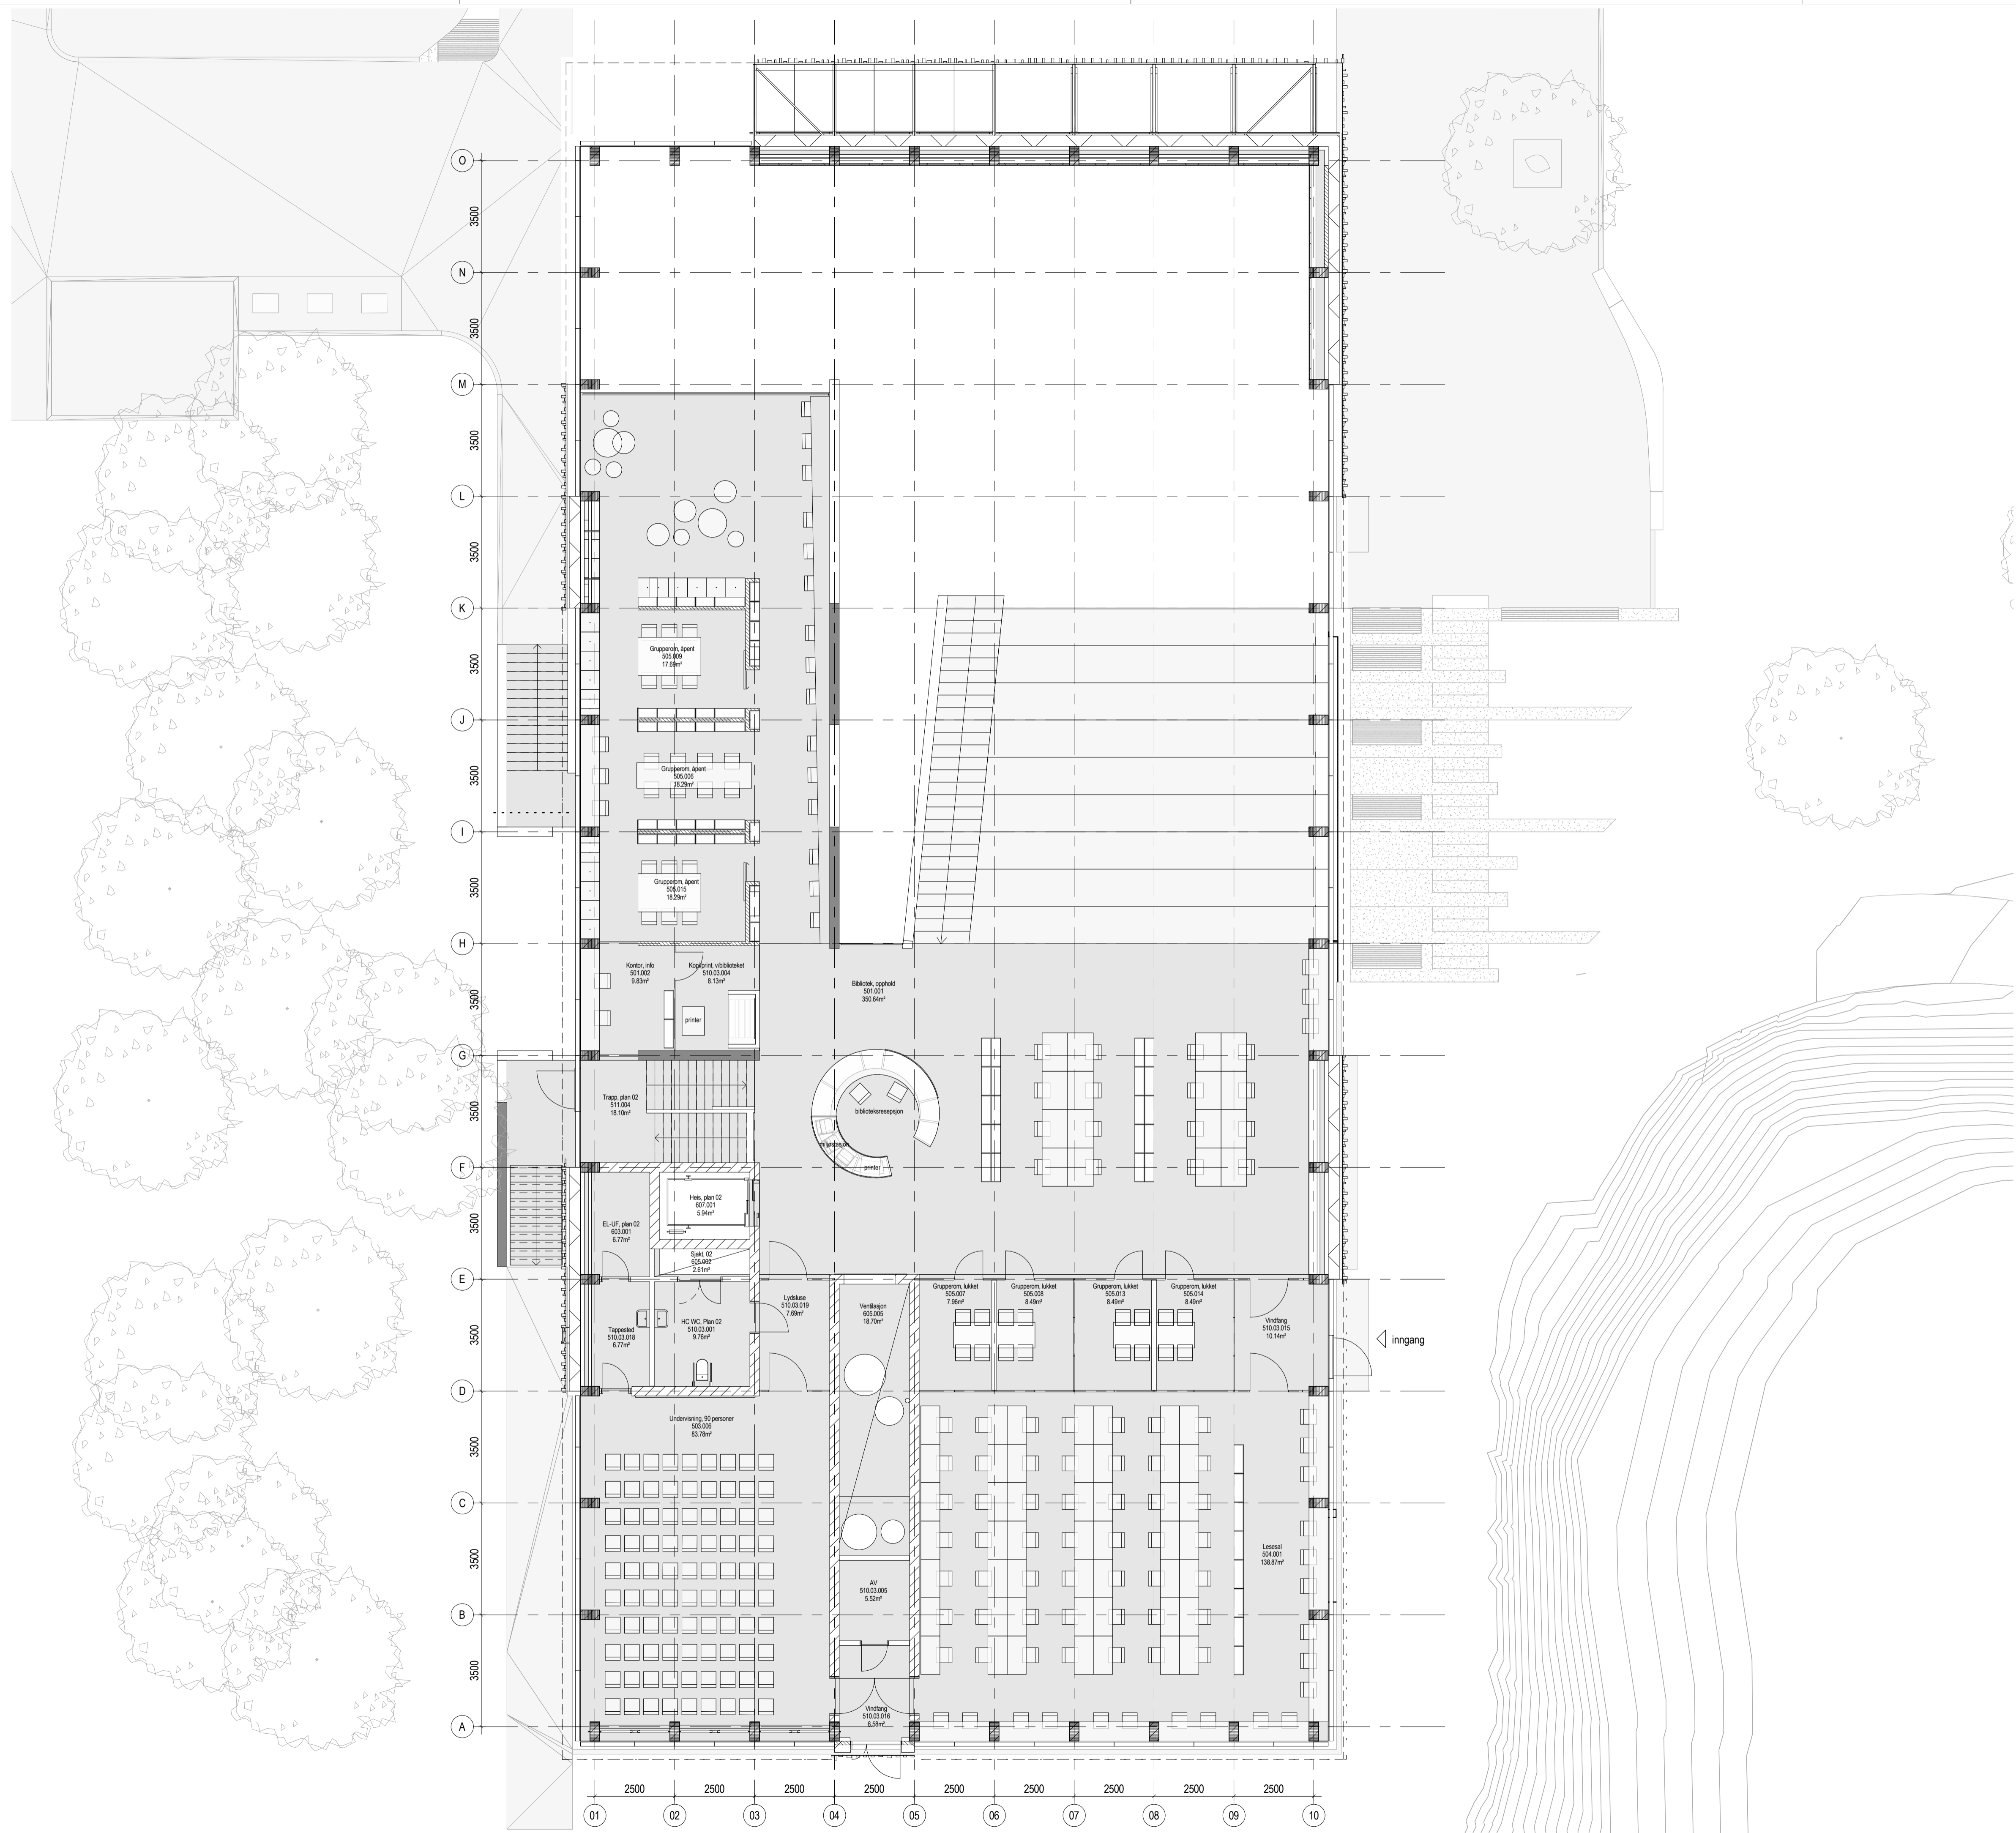 O
3500
N
3500
M
3500
L
3500
K
3500
J
3500
I
3500
H
3500
G
3500
F
3500
E
3500
D
3500
C
3500
B
3500
A
Grupperom, åpent
505.009
17.69m²
Grupperom, åpent
505.006
18.29m²
Grupperom, åpent
505.015
18.29m²
Kontor, info
501.002
9.83m²
Kopi/print, v/biblioteket
510.03.004
8.13m²
printer
Bibliotek, opphold
501.001
350.64m²
Trapp, plan 02
511.004
18.10m²
biblioteksresepsjon
miljøstasjon
printer
Heis, plan 02
607.001
5.94m²
EL-UF, plan 02
603.001
6.77m²
Sjakt, 02
605.002
2.61m²
Tappested
510.03.018
6.77m²
HC WC, Plan 02
510.03.001
9.76m²
Lydsluse
510.03.019
7.69m²
Ventilasjon
605.005
18.70m²
Grupperom, lukket
505.007
7.96m²
Grupperom, lukket
505.008
8.49m²
Grupperom, lukket
505.013
8.49m²
Grupperom, lukket
505.014
8.49m²
Vindfang
510.03.015
10.14m²
inngang
Undervisning, 90 personer
503.006
83.78m²
AV
510.03.005
5.52m²
Lesesal
504.001
138.87m²
Vindfang
510.03.016
6.58m²
2500 2500 2500 2500 2500 2500 2500 2500 2500
01 02 03 04 05 06 07 08 09 10